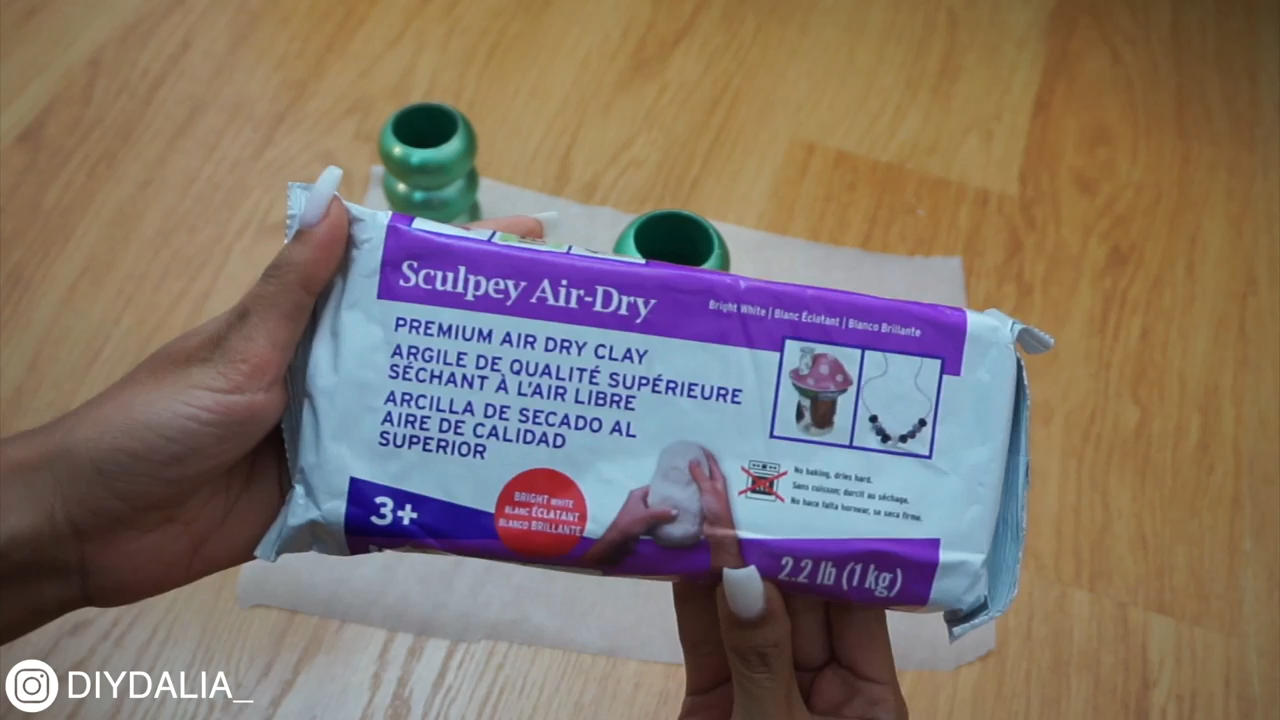 Sculpey Air-Dry
Bright White | Blanc Éclatant | Blanco Brillante
PREMIUM AIR DRY CLAY
ARGILE DE QUALITÉ SUPÉRIEURE
SÉCHANT À L'AIR LIBRE
ARCILLA DE SECADO AL
AIRE DE CALIDAD
SUPERIOR
No baking, dries hard.
Sans cuisson; durcit au séchage.
No hace falta hornear, se seca firme.
3+
BRIGHT WHITE
BLANC ÉCLATANT
BLANCO BRILLANTE
2.2 lb (1 kg)
DIYDALIA_